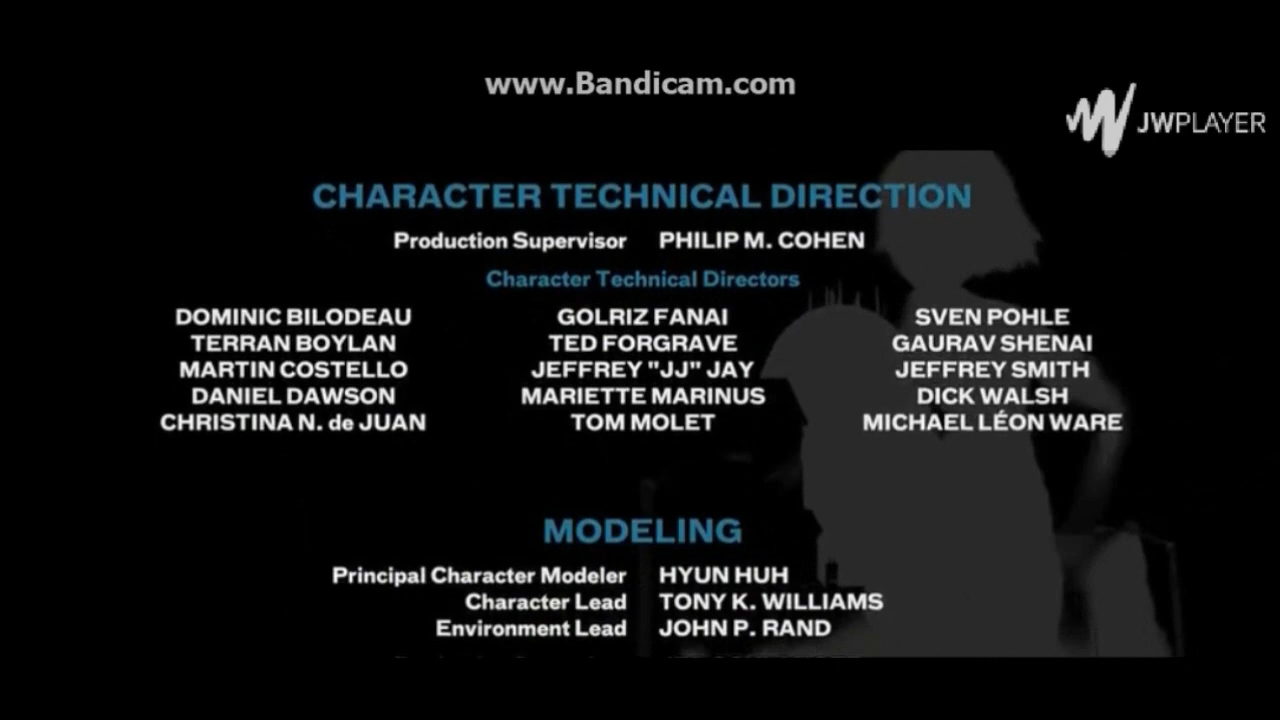 www.Bandicam.com
JWPLAYER
CHARACTER TECHNICAL DIRECTION
Production Supervisor PHILIP M. COHEN
Character Technical Directors
DOMINIC BILODEAU GOLRIZ FANAI SVEN POHLE
TERRAN BOYLAN TED FORGRAVE GAURAV SHENAI
MARTIN COSTELLO JEFFREY "JJ" JAY JEFFREY SMITH
DANIEL DAWSON MARIETTE MARINUS DICK WALSH
CHRISTINA N. de JUAN TOM MOLET MICHAEL LÉON WARE
MODELING
Principal Character Modeler HYUN HUH
Character Lead TONY K. WILLIAMS
Environment Lead JOHN P. RAND